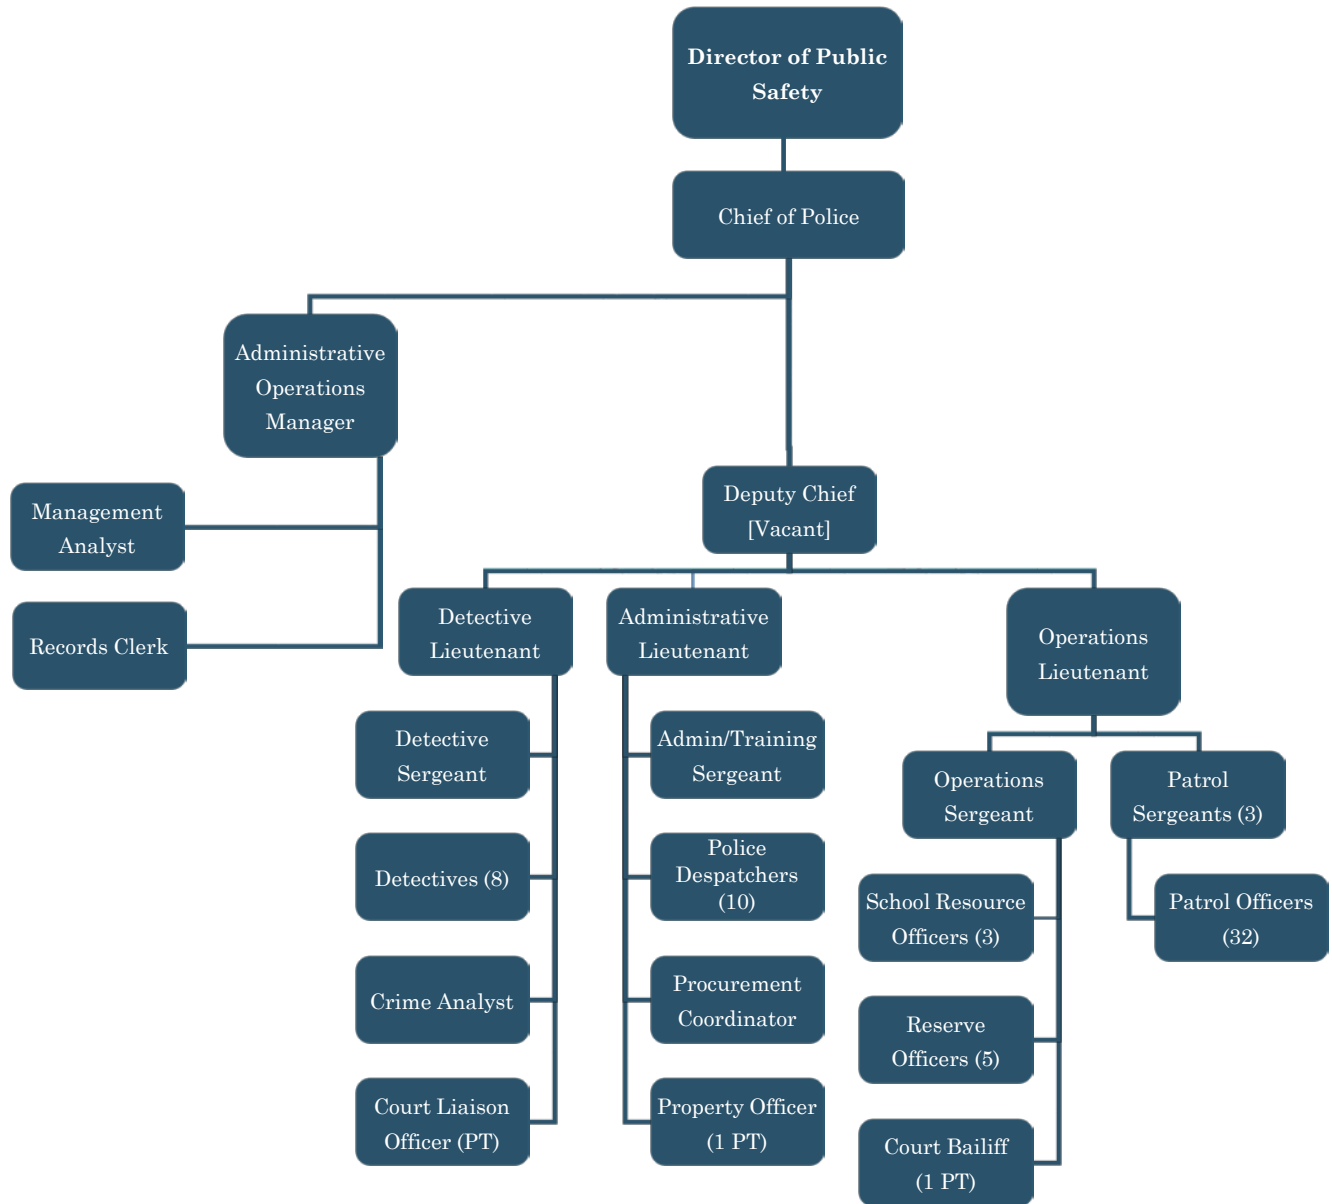 Director of Public
Safety
Chief of Police
Administrative
Operations
Manager
Management
Analyst
Records Clerk
Deputy Chief
[Vacant]
Detective
Lieutenant
Administrative
Lieutenant
Operations
Lieutenant
Detective
Sergeant
Detectives (8)
Crime Analyst
Court Liaison
Officer (PT)
Admin/Training
Sergeant
Police
Despatchers
(10)
Procurement
Coordinator
Property Officer
(1 PT)
Operations
Sergeant
School Resource
Officers (3)
Reserve
Officers (5)
Court Bailiff
(1 PT)
Patrol
Sergeants (3)
Patrol Officers
(32)